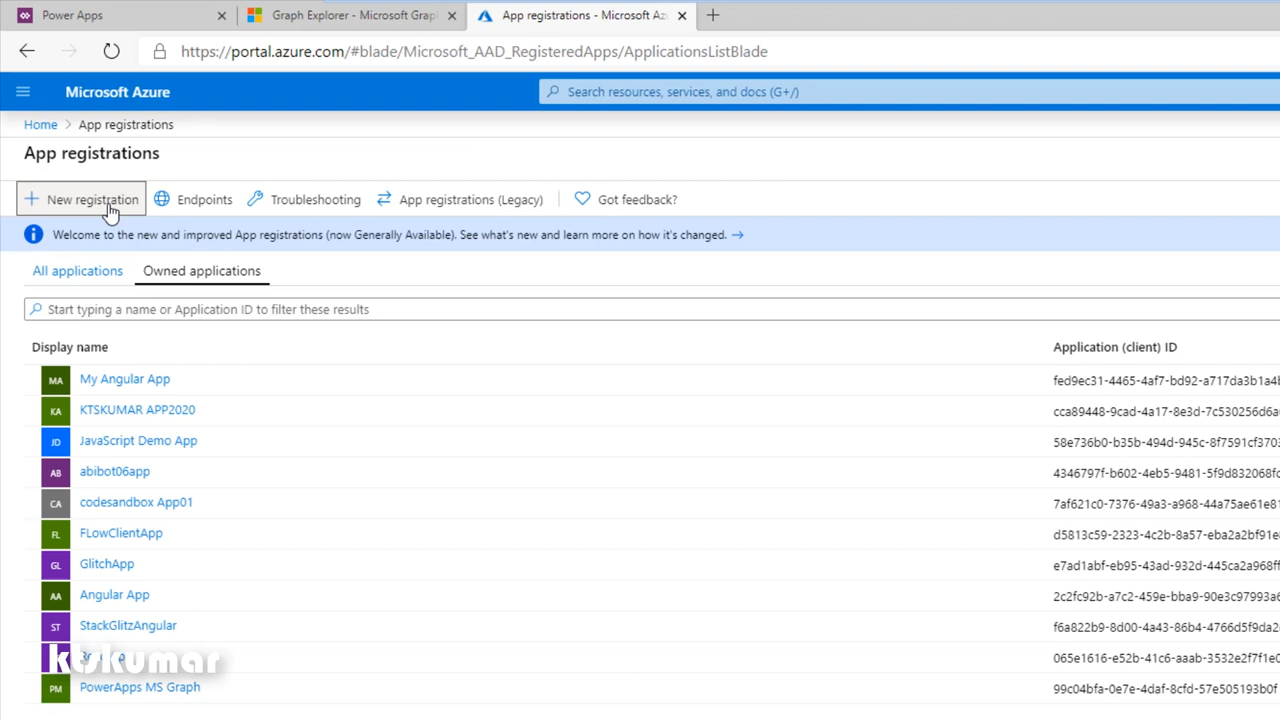 Power Apps
Graph Explorer - Microsoft Grap
App registrations - Microsoft Az
https://portal.azure.com/#blade/Microsoft_AAD_RegisteredApps/ApplicationsListBlade
Microsoft Azure
Search resources, services, and docs (G+/)
Home > App registrations
App registrations
New registration
Endpoints
Troubleshooting
App registrations (Legacy)
Got feedback?
Welcome to the new and improved App registrations (now Generally Available). See what's new and learn more on how it's changed. →
All applications
Owned applications
Start typing a name or Application ID to filter these results
Display name
Application (client) ID
MA My Angular App fed9ec31-4465-4af7-bd92-a717da3b1a4b
KA KTSKUMAR APP2020 cca89448-9cad-4a17-8e3d-7c530256d6a
JD JavaScript Demo App 58e736b0-b35b-494d-945c-8f7591cf3703
AB abibot06app 4346797f-b602-4eb5-9481-5f9d832068fc
CA codesandbox App01 7af621c0-7376-49a3-a968-44a75ae61e81
FL FLowClientApp d5813c59-2323-4c2b-8a57-eba2a2bf91e
GL GlitchApp e7ad1abf-eb95-43ad-932d-445ca2a968ff
AA Angular App 2c2fc92b-a7c2-459e-bba9-90e3c97993a
ST StackGlitzAngular f6a822b9-8d00-4a43-86b4-4766d5f9da2
ktskumar
065e1616-e52b-41c6-aaab-3532e2f7f1e
PM PowerApps MS Graph 99c04bfa-0e7e-4daf-8cfd-57e505193b0f